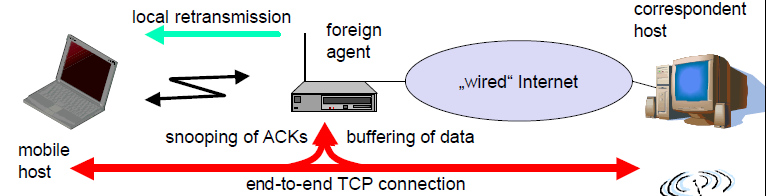 local retransmission
correspondent
host
foreign
agent
„wired“ Internet
snooping of ACKs
buffering of data
mobile
host
end-to-end TCP connection